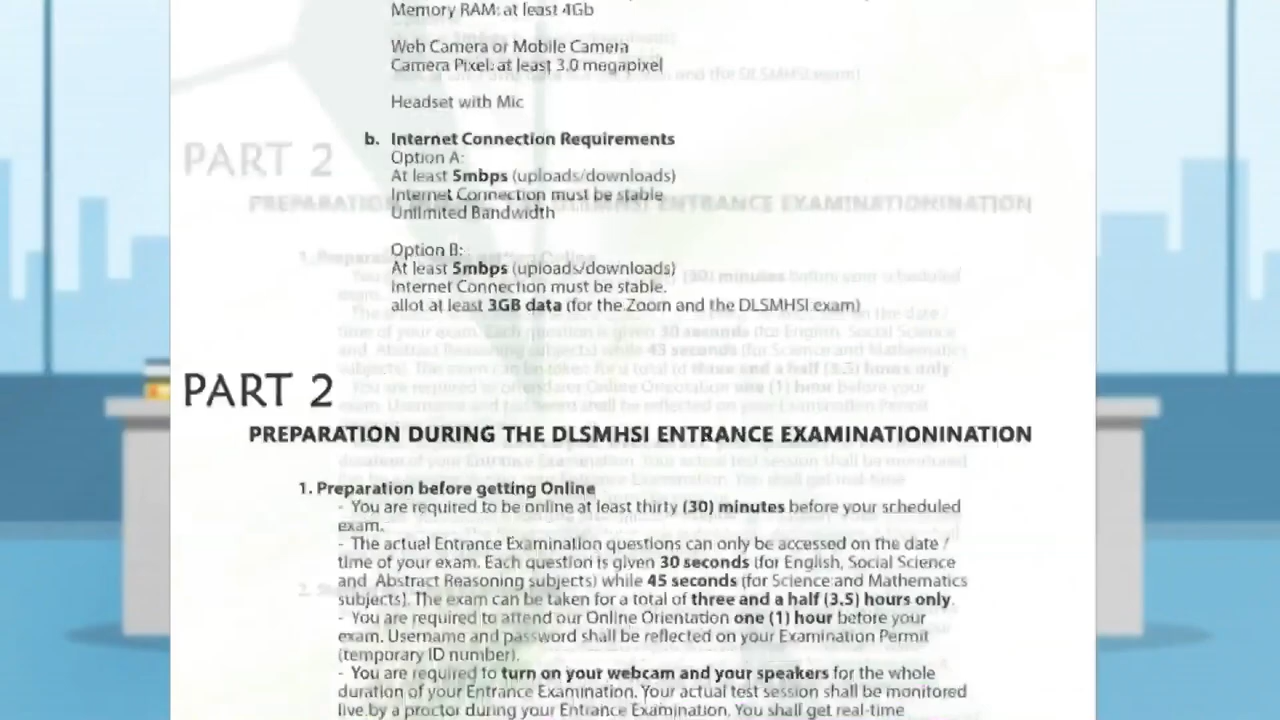 Memory RAM: at least 4Gb
Web Camera or Mobile Camera
Camera Pixel: at least 3.0 megapixel
Headset with Mic
b. Internet Connection Requirements
Option A:
At least 5mbps (uploads/downloads)
Internet Connection must be stable
Unlimited Bandwidth
Option B:
At least 5mbps (uploads/downloads)
Internet Connection must be stable.
allot at least 3GB data (for the Zoom and the DLSMHSI exam)
PART 2
PREPARATION DURING THE DLSMHSI ENTRANCE EXAMINATIONINATION
1. Preparation before getting Online
- You are required to be online at least thirty (30) minutes before your scheduled
exam.
- The actual Entrance Examination questions can only be accessed on the date /
time of your exam. Each question is given 30 seconds (for English, Social Science
and Abstract Reasoning subjects) while 45 seconds (for Science and Mathematics
subjects). The exam can be taken for a total of three and a half (3.5) hours only.
- You are required to attend our Online Orientation one (1) hour before your
exam. Username and password shall be reflected on your Examination Permit
(temporary ID number).
- You are required to turn on your webcam and your speakers for the whole
duration of your Entrance Examination. Your actual test session shall be monitored
live by a proctor during your Entrance Examination. You shall get real-time